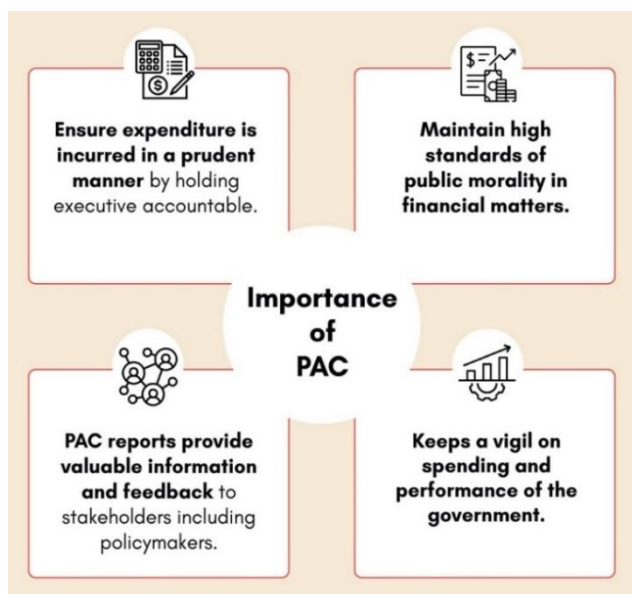 Ensure expenditure is
incurred in a prudent
manner by holding
executive accountable.
Maintain high
standards of
public morality in
financial matters.
Importance
of
PAC
PAC reports provide
valuable information
and feedback to
stakeholders including
policymakers.
Keeps a vigil on
spending and
performance of the
government.